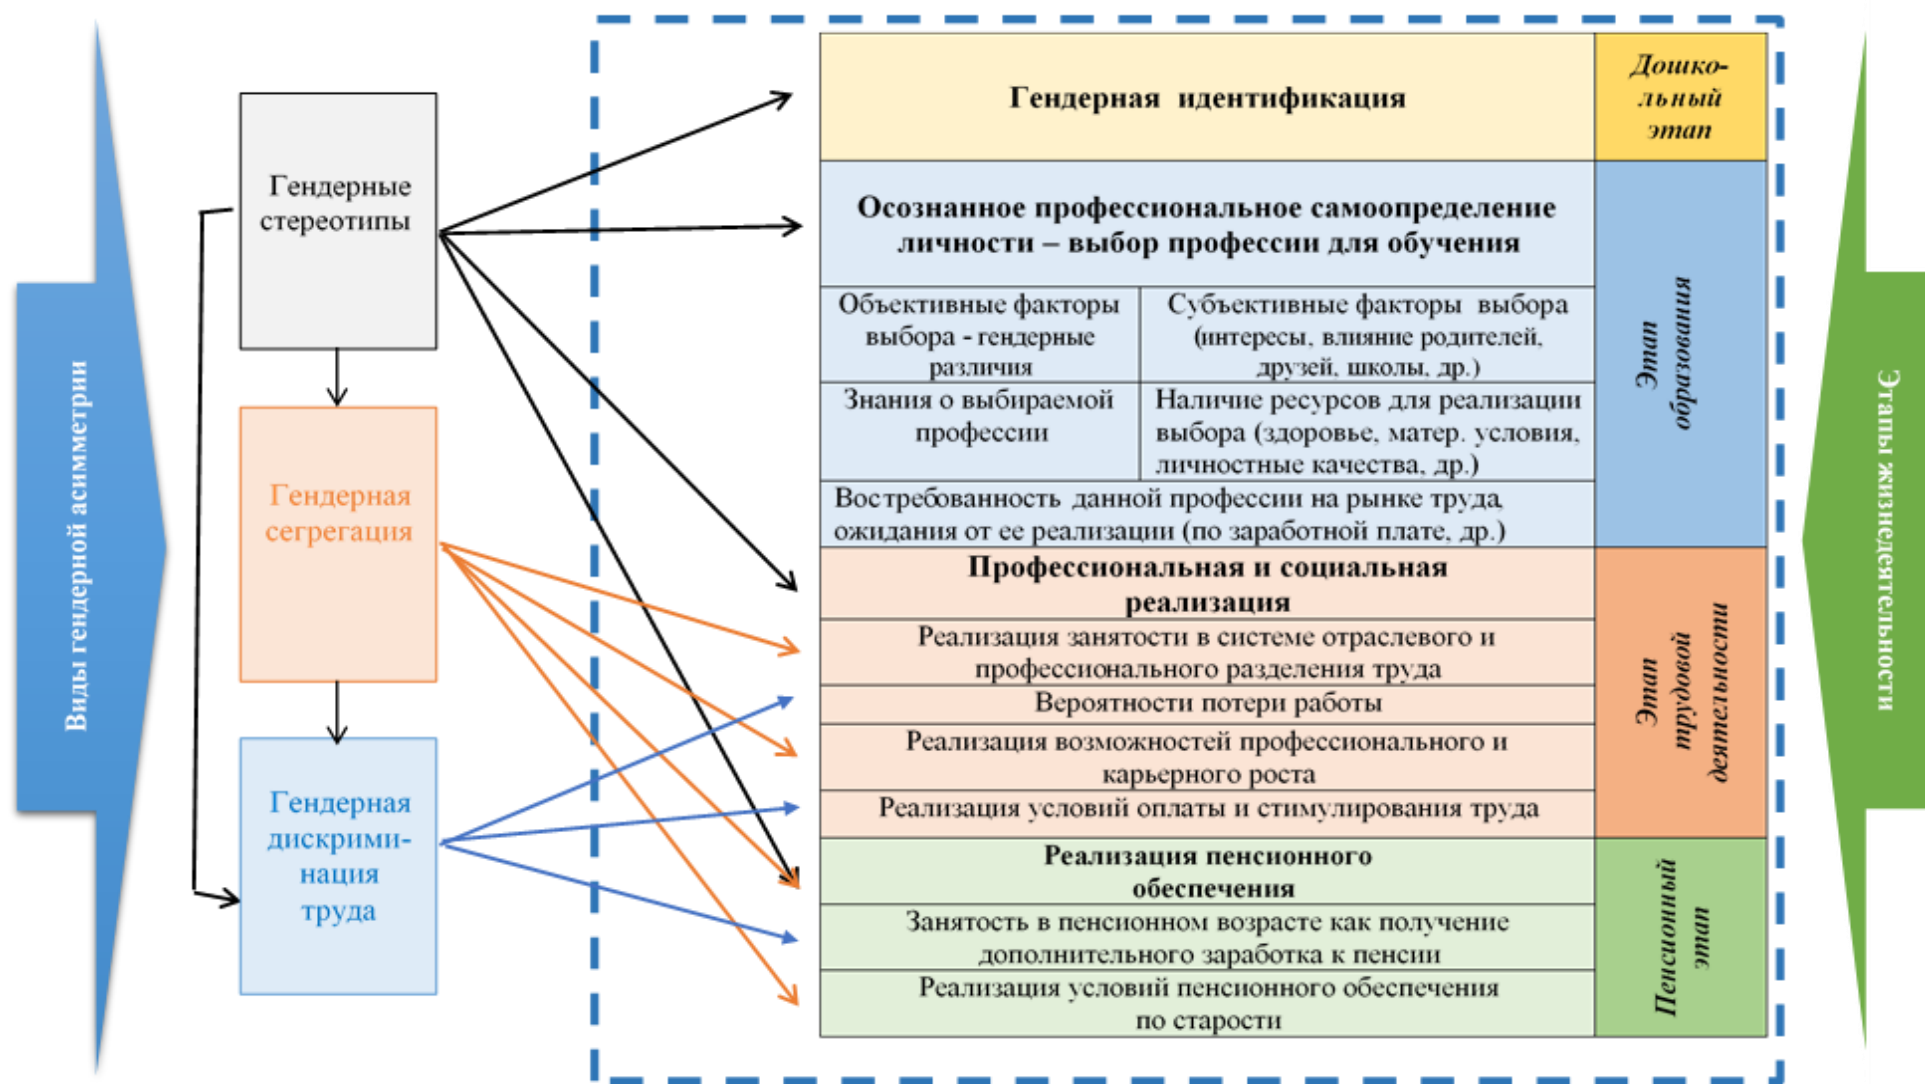 Виды гендерной асимметрии
Гендерные
стереотипы
Гендерная
сегрегация
Гендерная
дискрими-
нация
труда
Гендерная идентификация
Дошко-
льный
этап
Осознанное профессиональное самоопределение
личности – выбор профессии для обучения
Объективные факторы
выбора - гендерные
различия
Субъективные факторы выбора
(интересы, влияние родителей,
друзей, школы, др.)
Знания о выбираемой
профессии
Наличие ресурсов для реализации
выбора (здоровье, матер. условия,
личностные качества, др.)
Востребованность данной профессии на рынке труда,
ожидания от ее реализации (по заработной плате, др.)
Этап
образования
Профессиональная и социальная
реализация
Реализация занятости в системе отраслевого и
профессионального разделения труда
Вероятности потери работы
Реализация возможностей профессионального и
карьерного роста
Реализация условий оплаты и стимулирования труда
Этап
трудовой
деятельности
Реализация пенсионного
обеспечения
Занятость в пенсионном возрасте как получение
дополнительного заработка к пенсии
Реализация условий пенсионного обеспечения
по старости
Пенсионный
этап
Этапы жизнедеятельности